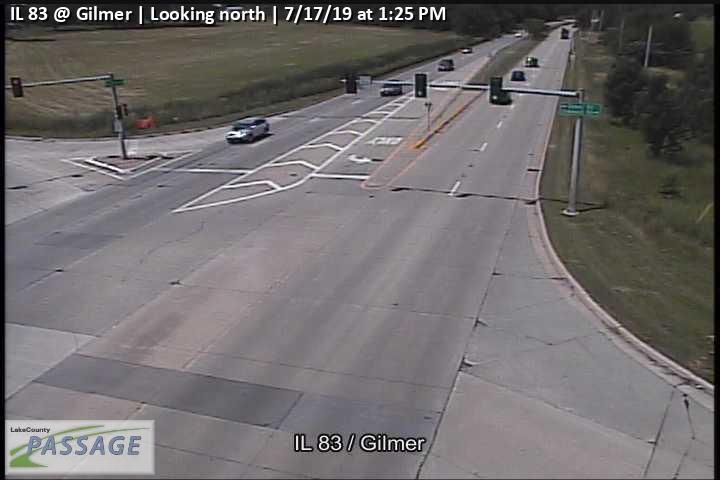 IL 83 @ Gilmer | Looking north | 7/17/19 at 1:25 PM
LakeCounty
PASSAGE
IL 83 / Gilmer